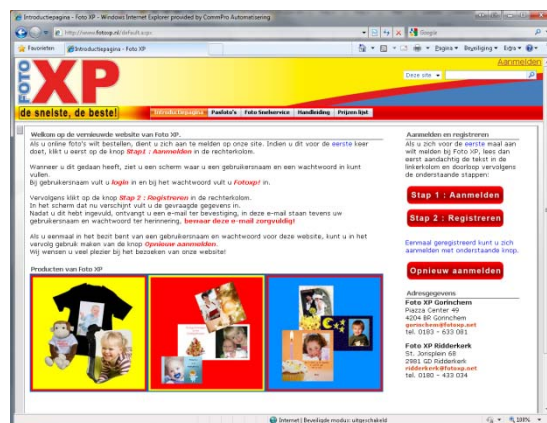 Introductiepagina - Foto XP - Windows Internet Explorer provided by CommPro Automatisering
http://www.fotoxp.nl/default.aspx
Google
Favorieten
Introductiepagina - Foto XP
Pagina
Beveiliging
Extra
Aanmelden
FOTO XP
Deze site
de snelste, de beste!
Introductiepagina
Pasfoto's
Foto Snelservice
Handleiding
Prijzen lijst
Welkom op de vernieuwde website van Foto XP.
Als u online foto's wilt bestellen, dient u zich aan te melden op onze site. Indien u dit voor de eerste keer
doet, klikt u eerst op de knop Stap1 : Aanmelden in de rechterkolom.
Wanneer u dit gedaan heeft, ziet u een scherm waar u een gebruikersnaam en een wachtwoord in kunt
vullen.
Bij gebruikersnaam vult u login in en bij het wachtwoord vult u Fotoxp! in.
Vervolgens klikt op de knop Stap 2 : Registreren in de rechterkolom.
In het scherm dat nu verschijnt vult u de gevraagde gegevens in.
Nadat u dit hebt ingevuld, ontvangt u een e-mail ter bevestiging, in deze e-mail staan tevens uw
gebruikersnaam en wachtwoord ter herinnering, bewaar deze e-mail zorgvuldig!
Als u eenmaal in het bezit bent van een gebruikersnaam en wachtwoord voor deze website, kunt u in het
vervolg gebruik maken van de knop Opnieuw aanmelden.
Wij wensen u veel plezier bij het bezoeken van onze website!
Producten van Foto XP
Aanmelden en registreren
Als u zich voor de eerste maal aan
wilt melden bij Foto XP, lees dan
eerst aandachtig de tekst in de
linkerkolom en doorloop vervolgens
de onderstaande stappen:
Stap 1 : Aanmelden
Stap 2 : Registreren
Eenmaal geregistreerd kunt u zich
aanmelden met onderstaande knop.
Opnieuw aanmelden
Adresgegevens
Foto XP Gorinchem
Piazza Center 49
4204 BR Gorinchem
gorinchem@fotoxp.net
tel. 0183 - 633 081
Foto XP Ridderkerk
St. Jorisplein 68
2981 GD Ridderkerk
ridderkerk@fotoxp.net
tel. 0180 - 433 034
Internet | Beveiligde modus: uitgeschakeld